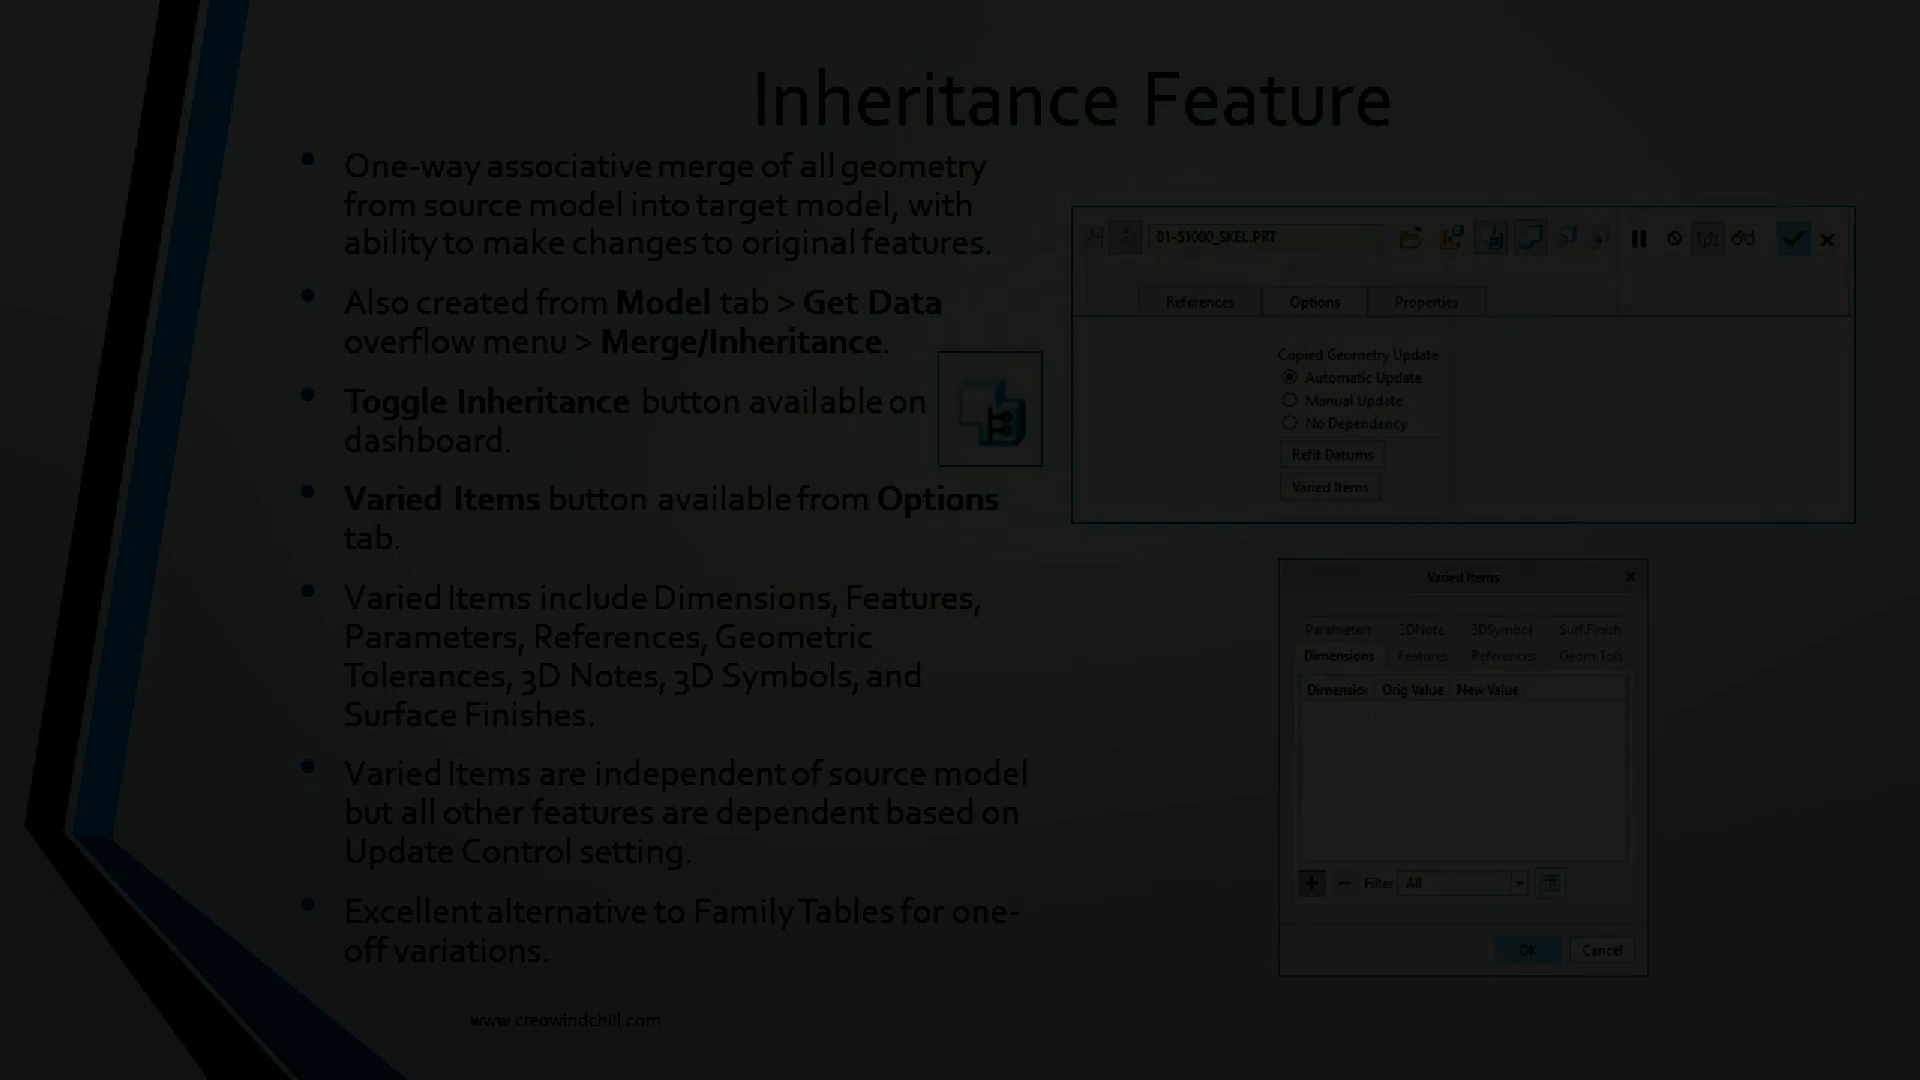 Inheritance Feature
One-way associative merge of all geometry
from source model into target model, with
ability to make changes to original features.
Also created from Model tab > Get Data
overflow menu > Merge/Inheritance.
Toggle Inheritance button available on
dashboard.
Varied Items button available from Options
tab.
Varied Items include Dimensions, Features,
Parameters, References, Geometric
Tolerances, 3D Notes, 3D Symbols, and
Surface Finishes.
Varied Items are independent of source model
but all other features are dependent based on
Update Control setting.
Excellent alternative to Family Tables for one-
off variations.
01-51000_SKEL.PRT
References Options Properties
Copied Geometry Update
Automatic Update
Manual Update
No Dependency
Refit Datums
Varied Items
Varied Items
Parameters 3DNote 3DSymbol Surf.Finish
Dimensions Features References Geom.Tols
Dimensio Orig Value New Value
Filter All
OK Cancel
www.creowindchill.com